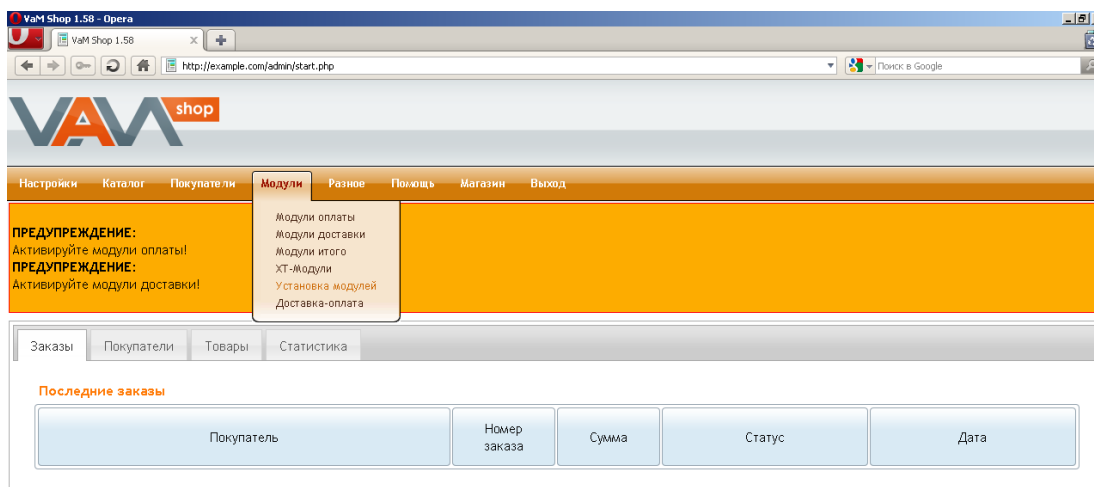 VaM Shop 1.58 - Opera
VaM Shop 1.58
http://example.com/admin/start.php
Поиск в Google
VAM shop
Настройки Каталог Покупатели Модули Разное Помощь Магазин Выход
Модули оплаты
Модули доставки
Модули итого
XT-Модули
Установка модулей
Доставка-оплата
ПРЕДУПРЕЖДЕНИЕ:
Активируйте модули оплаты!
ПРЕДУПРЕЖДЕНИЕ:
Активируйте модули доставки!
Заказы Покупатели Товары Статистика
Последние заказы
Покупатель Номер заказа Сумма Статус Дата